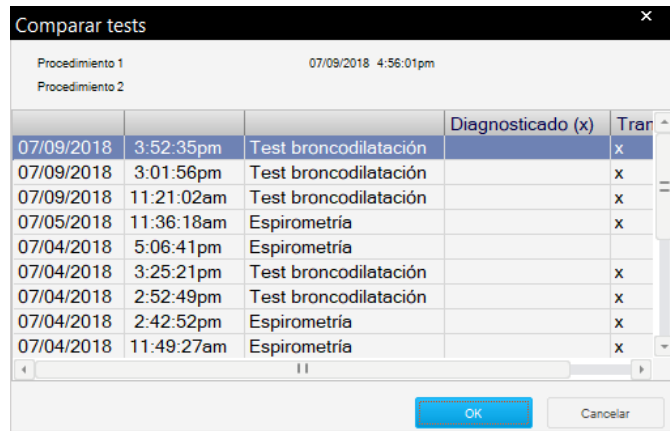 Comparar tests x
Procedimiento 1 07/09/2018 4:56:01pm
Procedimiento 2
Diagnosticado (x) Tran
07/09/2018 3:52:35pm Test broncodilatación x
07/09/2018 3:01:56pm Test broncodilatación x
07/09/2018 11:21:02am Test broncodilatación x
07/05/2018 11:36:18am Espirometría x
07/04/2018 5:06:41pm Espirometría
07/04/2018 3:25:21pm Test broncodilatación x
07/04/2018 2:52:49pm Test broncodilatación x
07/04/2018 2:42:52pm Espirometría x
07/04/2018 11:49:27am Espirometría x
OK Cancelar